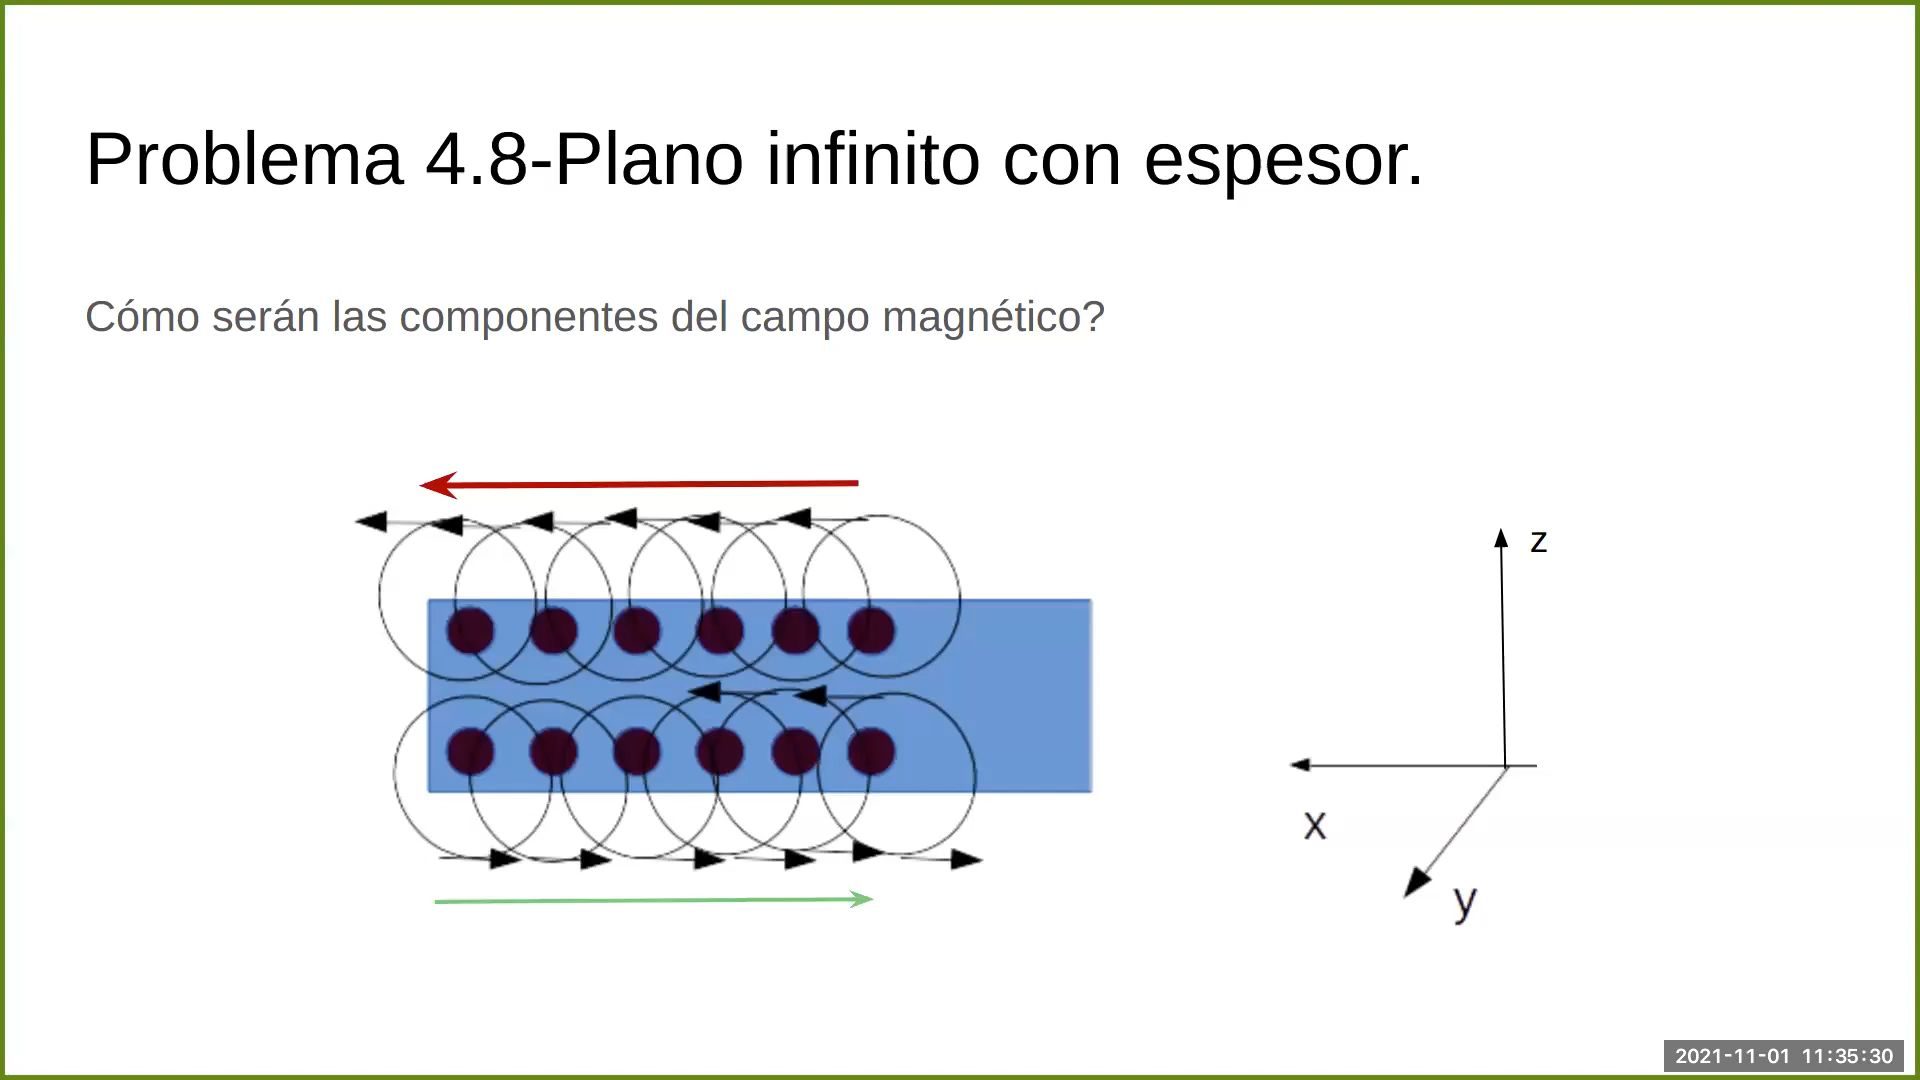 Problema 4.8-Plano infinito con espesor.
Cómo serán las componentes del campo magnético?
z
x
y
2021-11-01 11:35:30